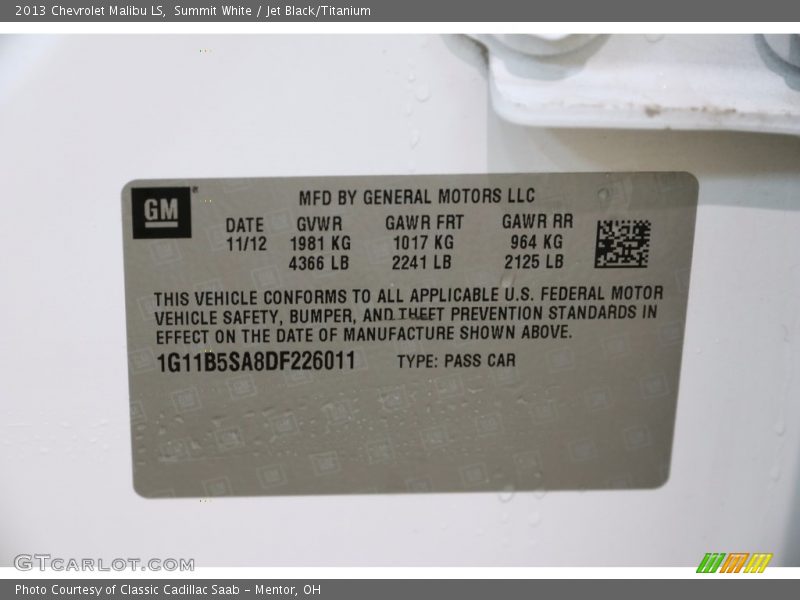 2013 Chevrolet Malibu LS,  Summit White / Jet Black/Titanium
GM
MFD BY GENERAL MOTORS LLC
DATE GVWR GAWR FRT GAWR RR
11/12 1981 KG 1017 KG 964 KG
4366 LB 2241 LB 2125 LB
THIS VEHICLE CONFORMS TO ALL APPLICABLE U.S. FEDERAL MOTOR
VEHICLE SAFETY, BUMPER, AND THEFT PREVENTION STANDARDS IN
EFFECT ON THE DATE OF MANUFACTURE SHOWN ABOVE.
1G11B5SA8DF226011 TYPE: PASS CAR
GTCARLOT.COM
Photo Courtesy of Classic Cadillac Saab - Mentor, OH